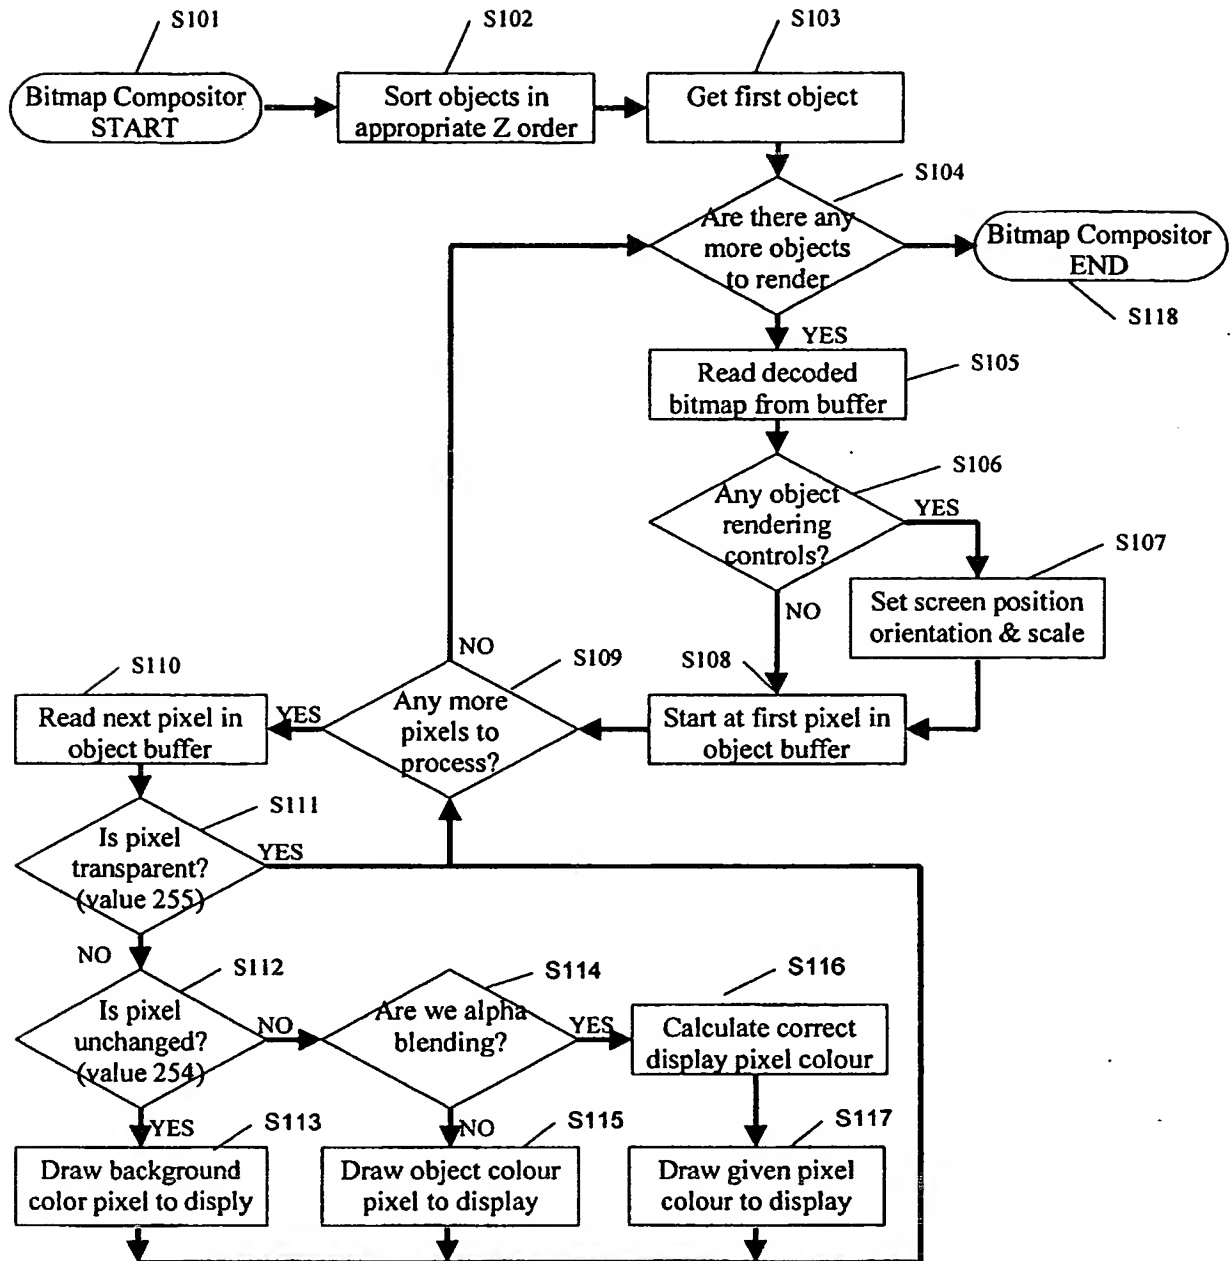 S101
S102
S103
Bitmap Compositor
START
Sort objects in
appropriate Z order
Get first object
S104
Are there any
more objects
to render
Bitmap Compositor
END
S118
YES
Read decoded
bitmap from buffer
S105
S106
Any object
rendering
controls?
YES
S107
Set screen position
orientation & scale
NO
S108
Start at first pixel in
object buffer
NO
S109
Any more
pixels to
process?
YES
S110
Read next pixel in
object buffer
S111
Is pixel
transparent?
(value 255)
YES
NO
S112
Is pixel
unchanged?
(value 254)
NO
S114
Are we alpha
blending?
YES
S116
Calculate correct
display pixel colour
YES
S113
Draw background
color pixel to disply
NO
S115
Draw object colour
pixel to display
S117
Draw given pixel
colour to display